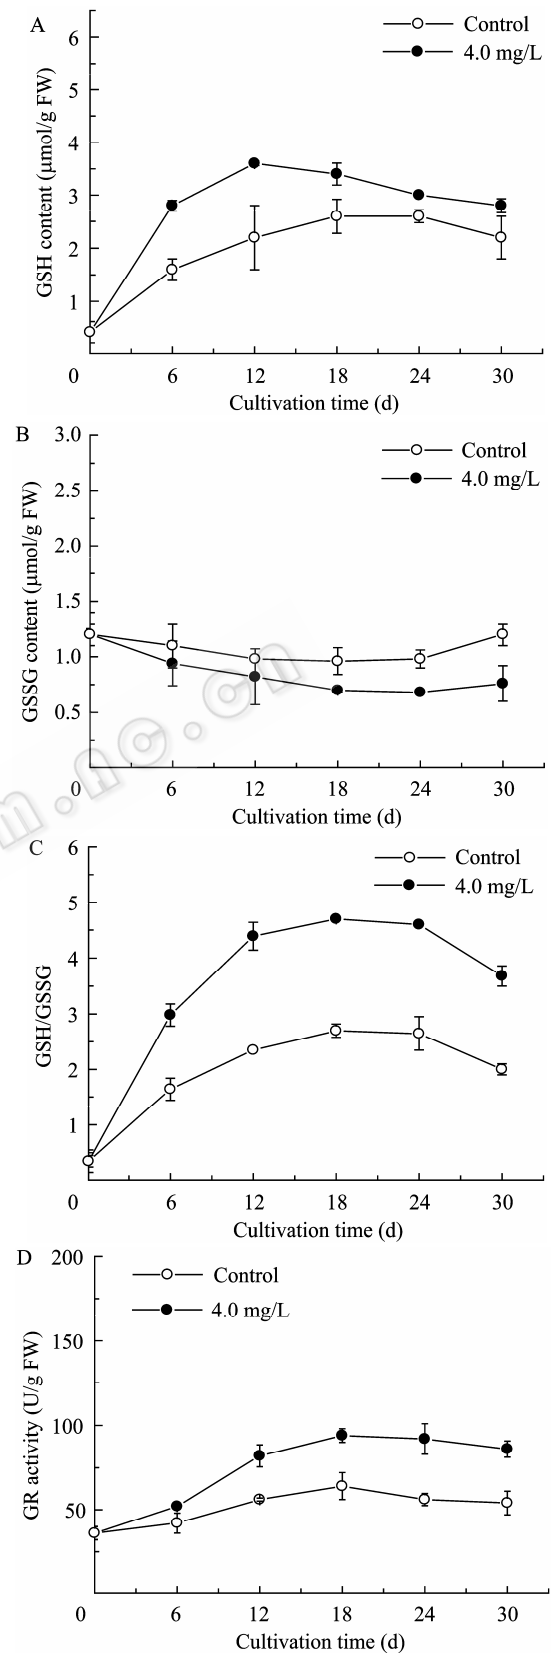 A
Control
4.0 mg/L
GSH content (μmol/g FW)
6
5
4
3
2
1
0
6 12 18 24 30
Cultivation time (d)
B
Control
4.0 mg/L
GSSG content (μmol/g FW)
3.0
2.5
2.0
1.5
1.0
0.5
0
6 12 18 24 30
Cultivation time (d)
m.nc.cn
C
Control
4.0 mg/L
GSH/GSSG
6
5
4
3
2
1
0
6 12 18 24 30
Cultivation time (d)
D
Control
4.0 mg/L
GR activity (U/g FW)
200
150
100
50
0
6 12 18 24 30
Cultivation time (d)